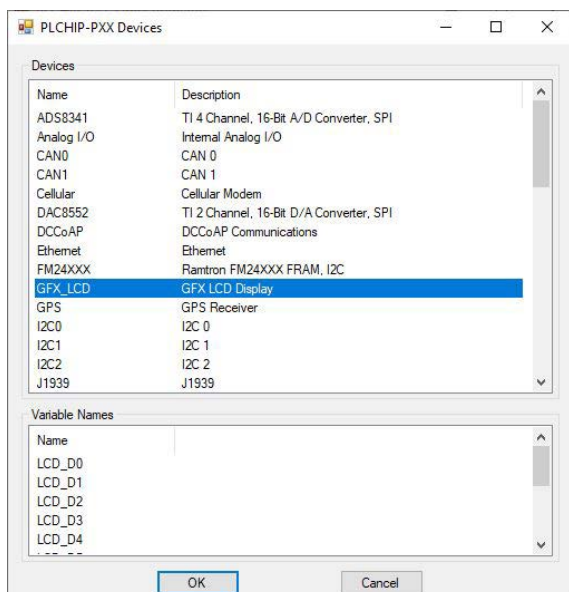 PLCHIP-PXX Devices
Devices
Name Description
ADS8341 TI 4 Channel, 16-Bit A/D Converter, SPI
Analog I/O Internal Analog I/O
CAN0 CAN 0
CAN1 CAN 1
Cellular Cellular Modem
DAC8552 TI 2 Channel, 16-Bit D/A Converter, SPI
DCCoAP DCCoAP Communications
Ethernet Ethernet
FM24XXX Ramtron FM24XXX FRAM, I2C
GFX_LCD GFX LCD Display
GPS GPS Receiver
I2C0 I2C 0
I2C1 I2C 1
I2C2 I2C 2
J1939 J1939
Variable Names
Name
LCD_D0
LCD_D1
LCD_D2
LCD_D3
LCD_D4
OK Cancel